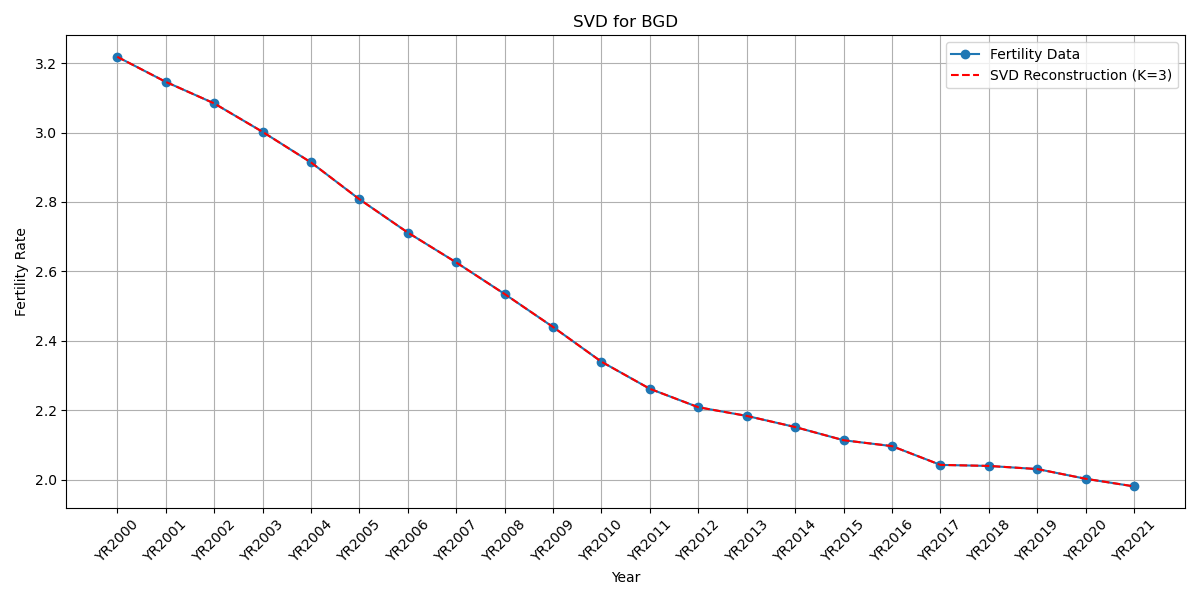 SVD for BGD
Fertility Data
SVD Reconstruction (K=3)
Fertility Rate
3.2
3.0
2.8
2.6
2.4
2.2
2.0
YR2000
YR2001
YR2002
YR2003
YR2004
YR2005
YR2006
YR2007
YR2008
YR2009
YR2010
YR2011
YR2012
YR2013
YR2014
YR2015
YR2016
YR2017
YR2018
YR2019
YR2020
YR2021
Year